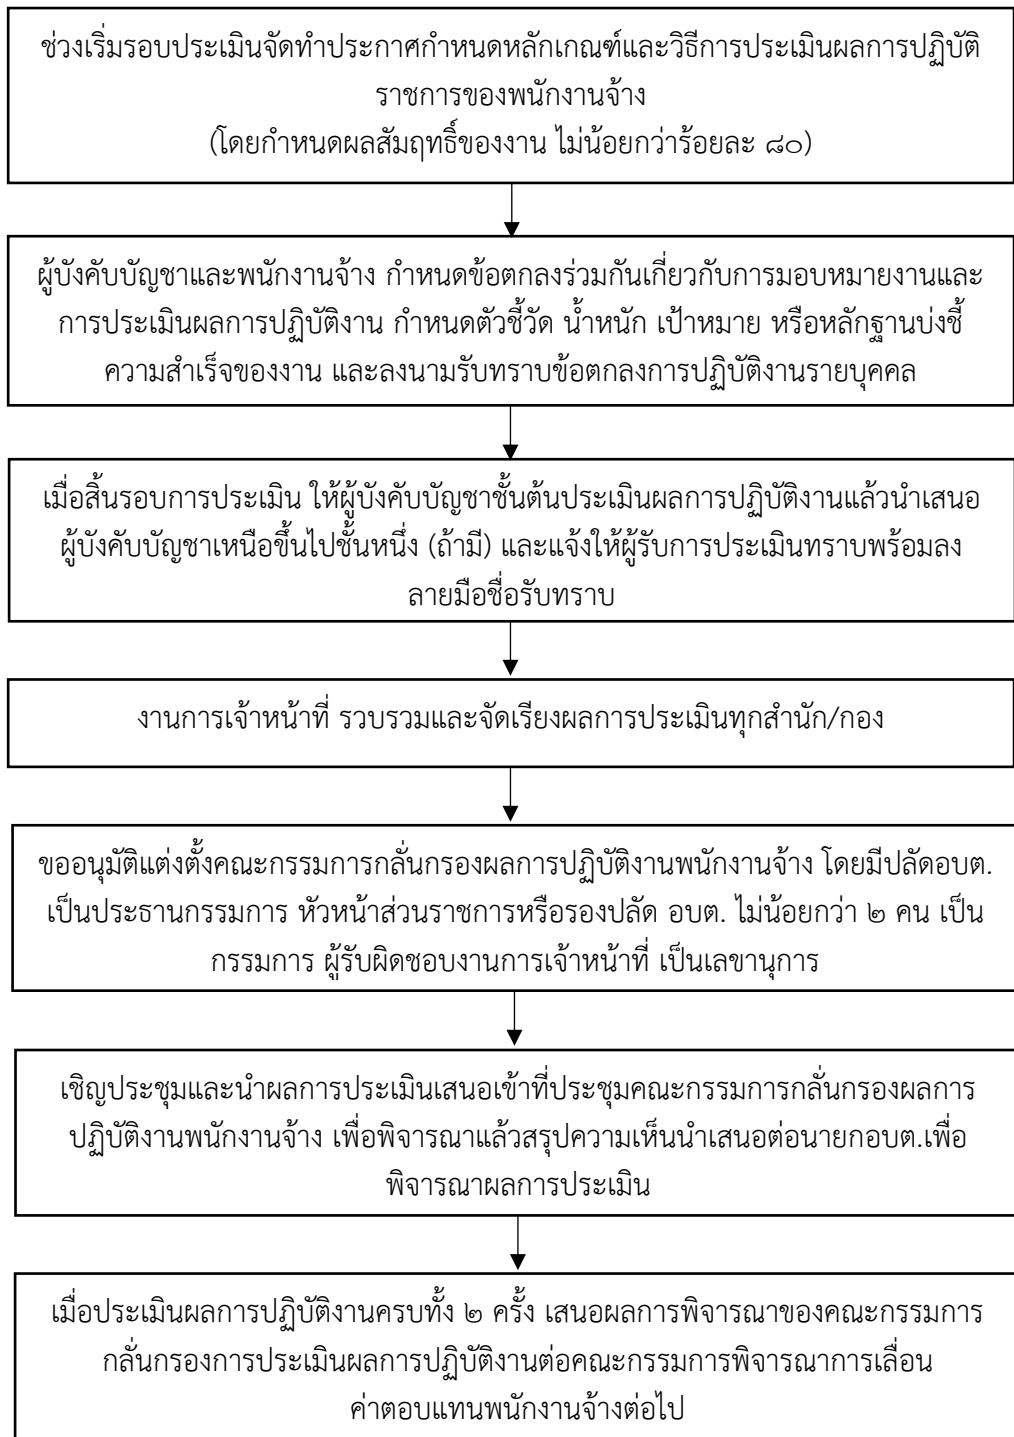 ช่วงเริ่มรอบประเมินจัดทำประกาศกำหนดหลักเกณฑ์และวิธีการประเมินผลการปฏิบัติ
ราชการของพนักงานจ้าง
(โดยกำหนดผลสัมฤทธิ์ของงาน ไม่น้อยกว่าร้อยละ ๘๐)
ผู้บังคับบัญชาและพนักงานจ้าง กำหนดข้อตกลงร่วมกันเกี่ยวกับการมอบหมายงานและ
การประเมินผลการปฏิบัติงาน กำหนดตัวชี้วัด น้ำหนัก เป้าหมาย หรือหลักฐานบ่งชี้
ความสำเร็จของงาน และลงนามรับทราบข้อตกลงการปฏิบัติงานรายบุคคล
เมื่อสิ้นรอบการประเมิน ให้ผู้บังคับบัญชาชั้นต้นประเมินผลการปฏิบัติงานแล้วนำเสนอ
ผู้บังคับบัญชาเหนือขึ้นไปชั้นหนึ่ง (ถ้ามี) และแจ้งให้ผู้รับการประเมินทราบพร้อมลง
ลายมือชื่อรับทราบ
งานการเจ้าหน้าที่ รวบรวมและจัดเรียงผลการประเมินทุกสำนัก/กอง
ขออนุมัติแต่งตั้งคณะกรรมการกลั่นกรองผลการปฏิบัติงานพนักงานจ้าง โดยมีปลัดอบต.
เป็นประธานกรรมการ หัวหน้าส่วนราชการหรือรองปลัด อบต. ไม่น้อยกว่า ๒ คน เป็น
กรรมการ ผู้รับผิดชอบงานการเจ้าหน้าที่ เป็นเลขานุการ
เชิญประชุมและนำผลการประเมินเสนอเข้าที่ประชุมคณะกรรมการกลั่นกรองผลการ
ปฏิบัติงานพนักงานจ้าง เพื่อพิจารณาแล้วสรุปความเห็นนำเสนอต่อนายกอบต.เพื่อ
พิจารณาผลการประเมิน
เมื่อประเมินผลการปฏิบัติงานครบทั้ง ๒ ครั้ง เสนอผลการพิจารณาของคณะกรรมการ
กลั่นกรองการประเมินผลการปฏิบัติงานต่อคณะกรรมการพิจารณาการเลื่อน
ค่าตอบแทนพนักงานจ้างต่อไป